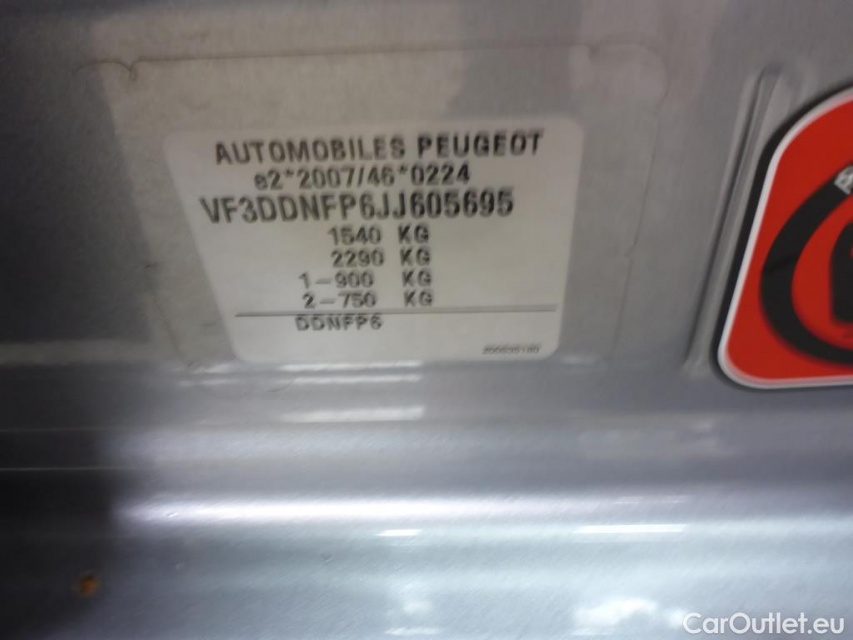 AUTOMOBILES PEUGEOT
e2*2007/46*0224
VF3DDNFP6JJ605695
1540 KG
2290 KG
1-900 KG
2-750 KG
DDNFP6
CarOutlet.eu